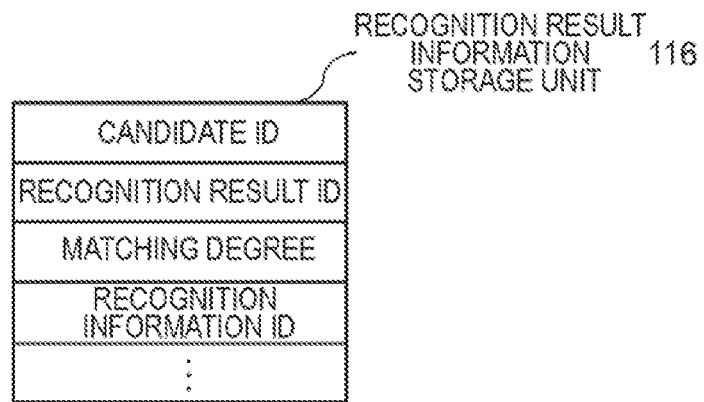 RECOGNITION RESULT
INFORMATION 116
STORAGE UNIT
CANDIDATE ID
RECOGNITION RESULT ID
MATCHING DEGREE
RECOGNITION
INFORMATION ID
⋮